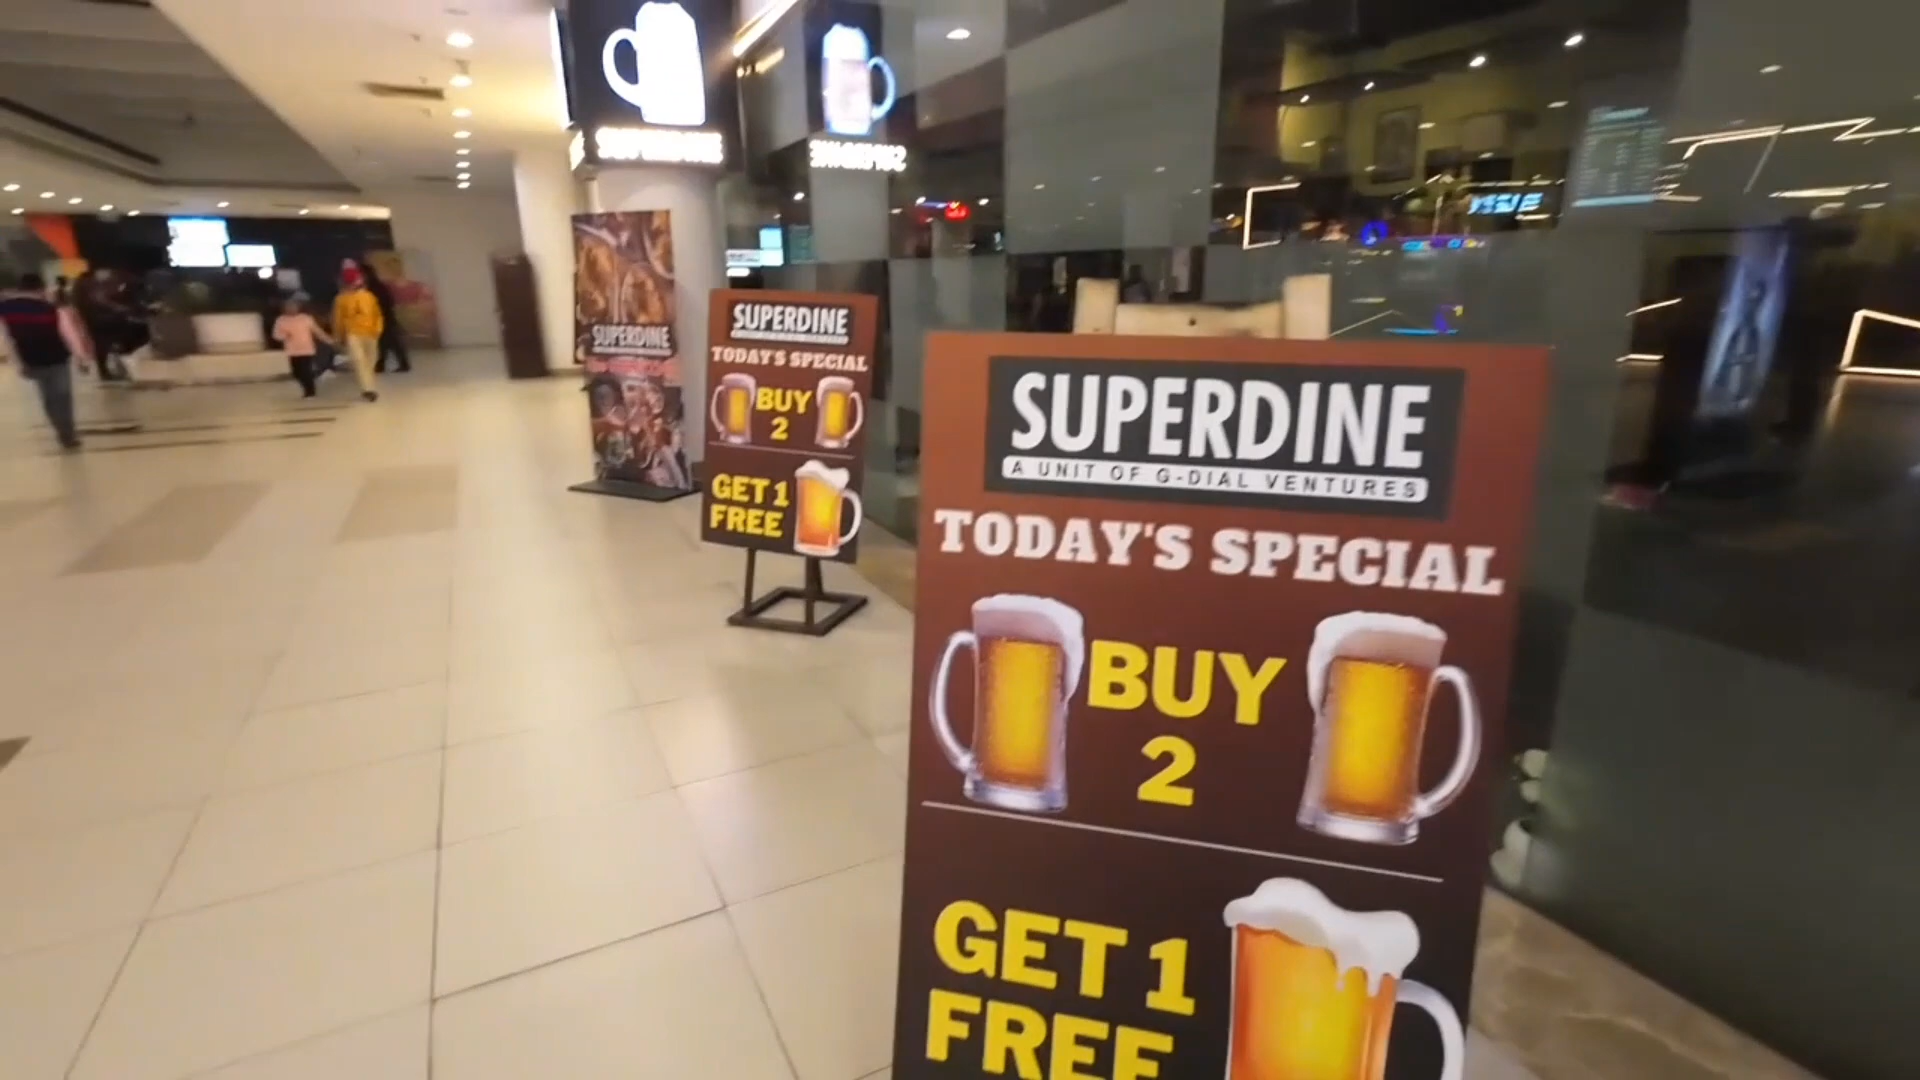 SUPERDINE
SUPERDINE
SUPERDINE
TODAY'S SPECIAL
BUY
2
GET 1
FREE
SUPERDINE
A UNIT OF G-DIAL VENTURES
TODAY'S SPECIAL
BUY
2
GET 1
FREE